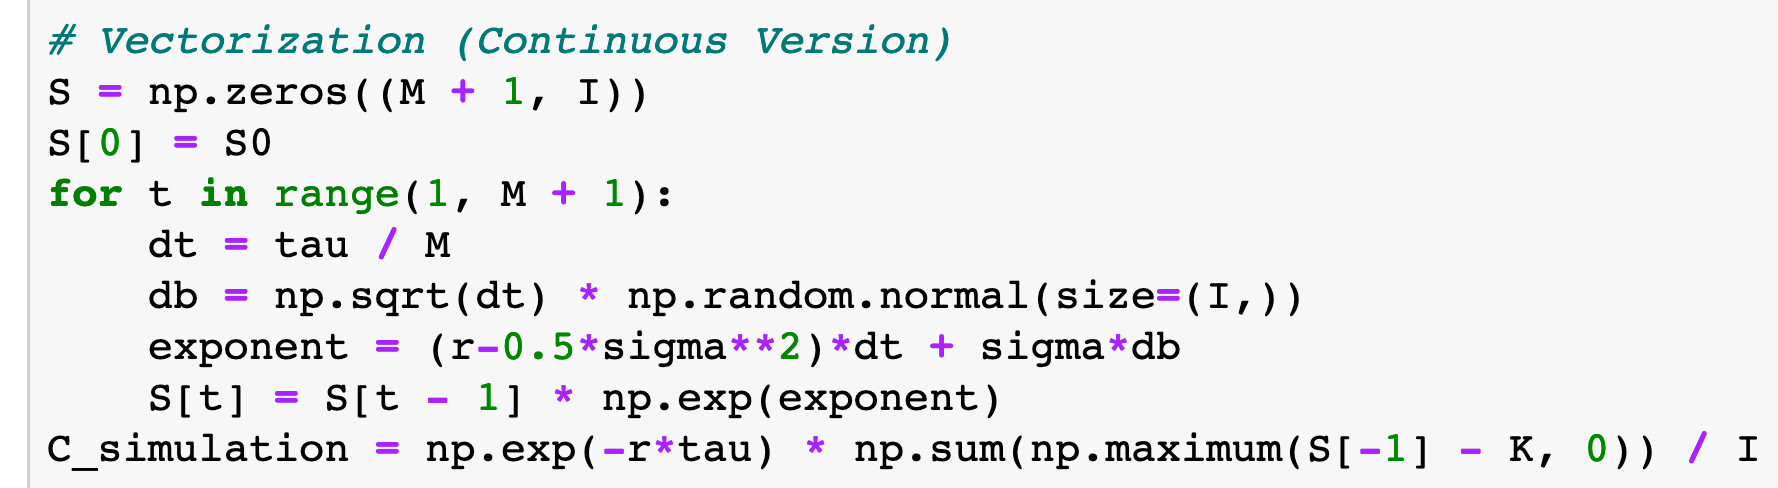 # Vectorization (Continuous Version)
S = np.zeros((M + 1, I))
S[0] = S0
for t in range(1, M + 1):
    dt = tau / M
    db = np.sqrt(dt) * np.random.normal(size=(I,))
    exponent = (r-0.5*sigma**2)*dt + sigma*db
    S[t] = S[t - 1] * np.exp(exponent)
C_simulation = np.exp(-r*tau) * np.sum(np.maximum(S[-1] - K, 0)) / I